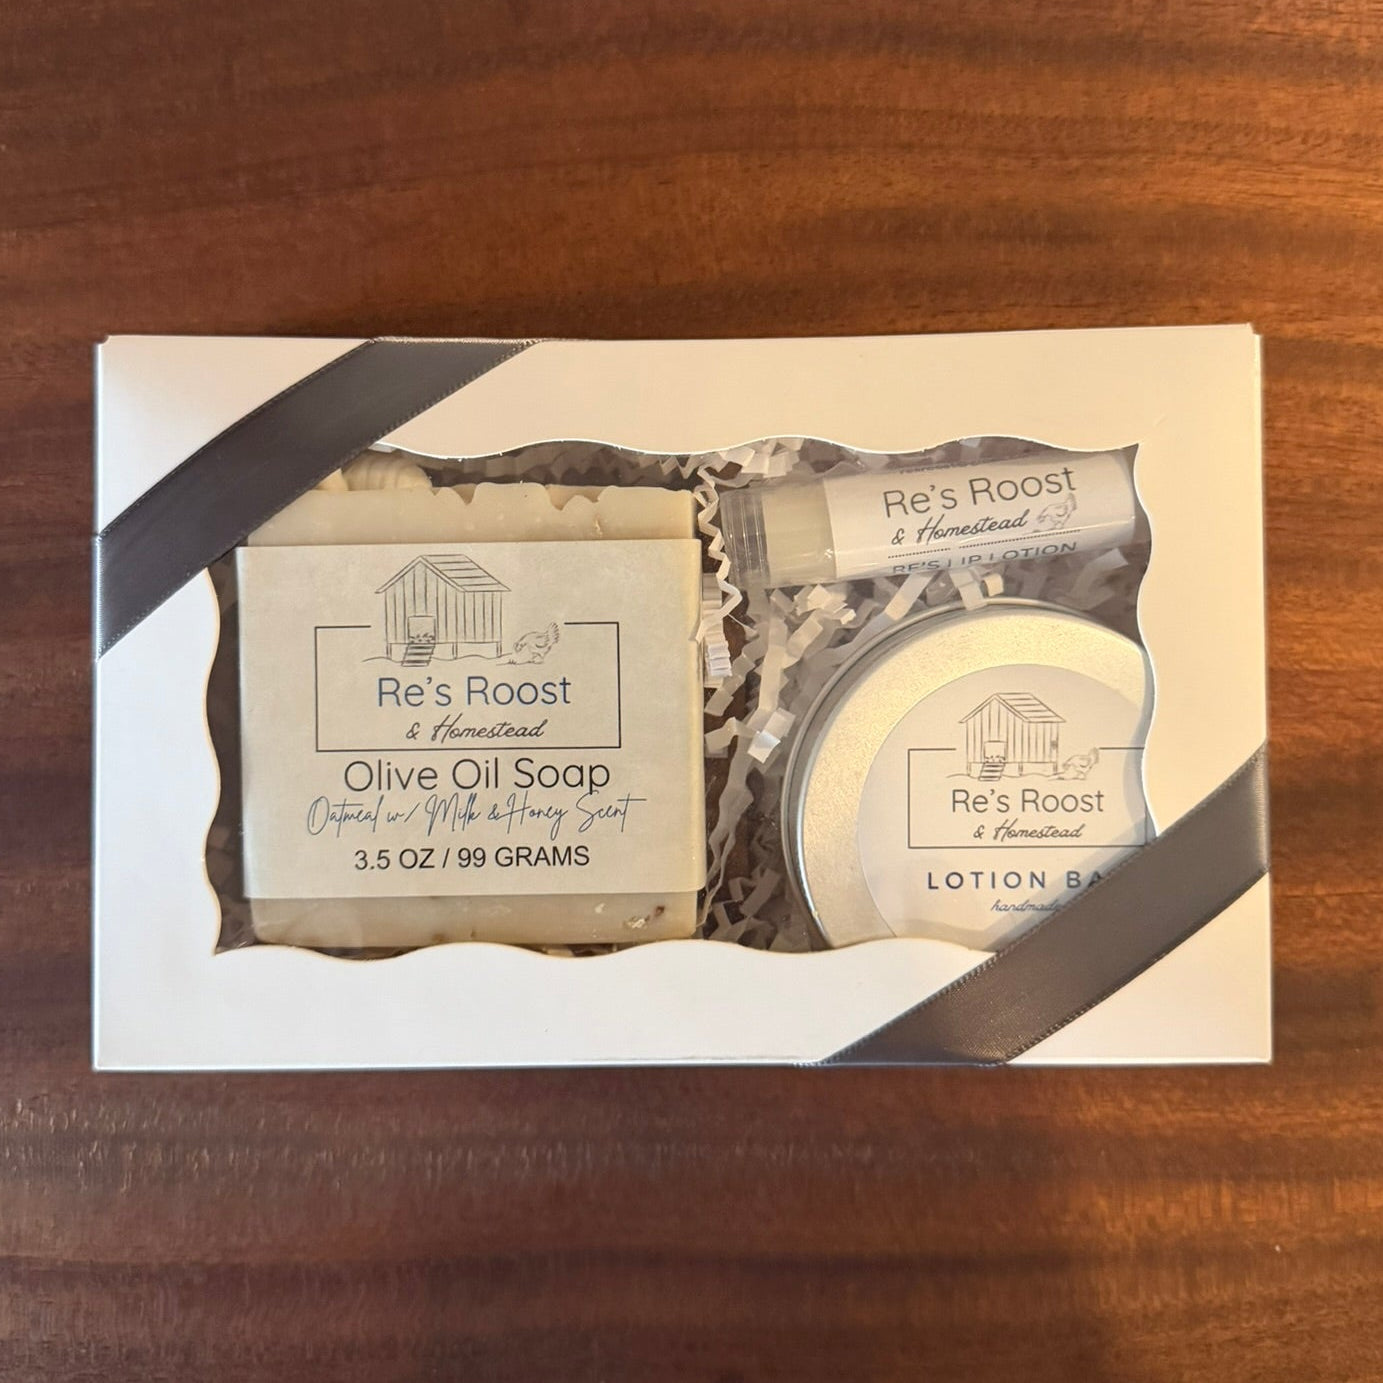 Re's Roost
& Homestead
Olive Oil Soap
Oatmeal w/ Milk & Honey Scent
3.5 OZ / 99 GRAMS
Re's Roost
& Homestead
RE'S LIP LOTION
Re's Roost
& Homestead
LOTION BA
handmade